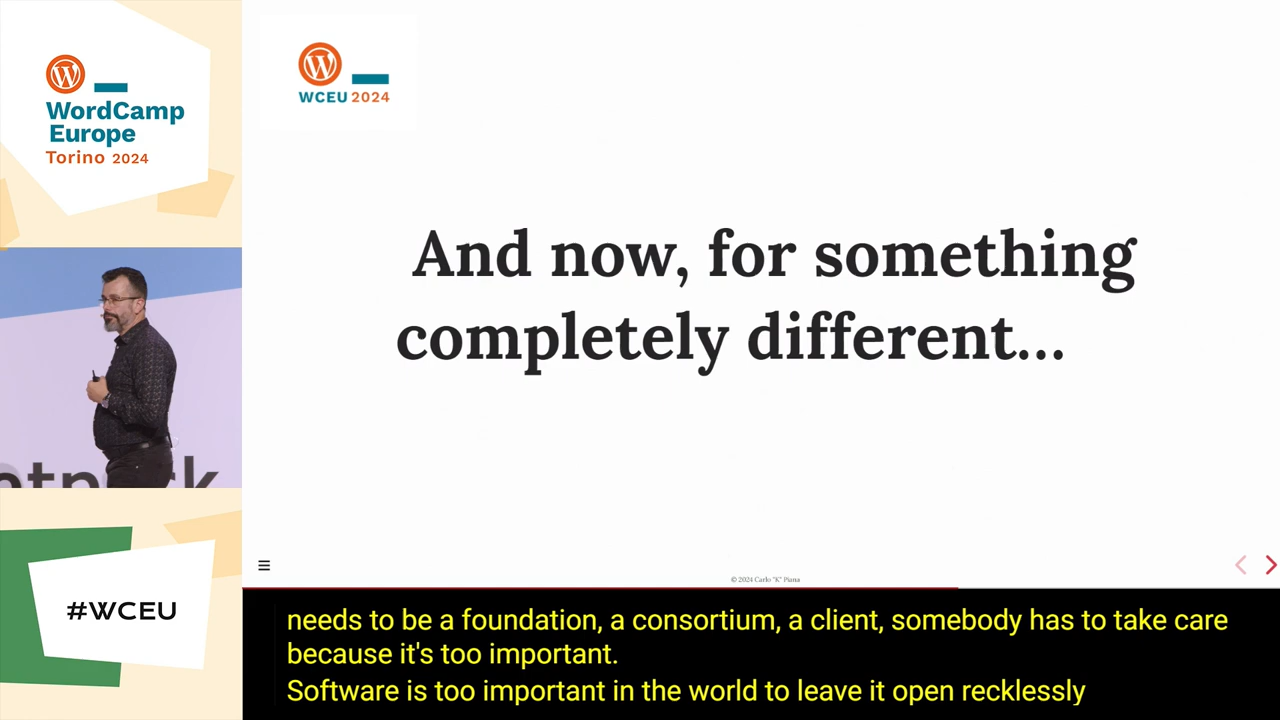 WordCamp
Europe
Torino 2024
WCEU 2024
And now, for something
completely different...
© 2024 Carlo "K" Piana
#WCEU
needs to be a foundation, a consortium, a client, somebody has to take care
because it's too important.
Software is too important in the world to leave it open recklessly